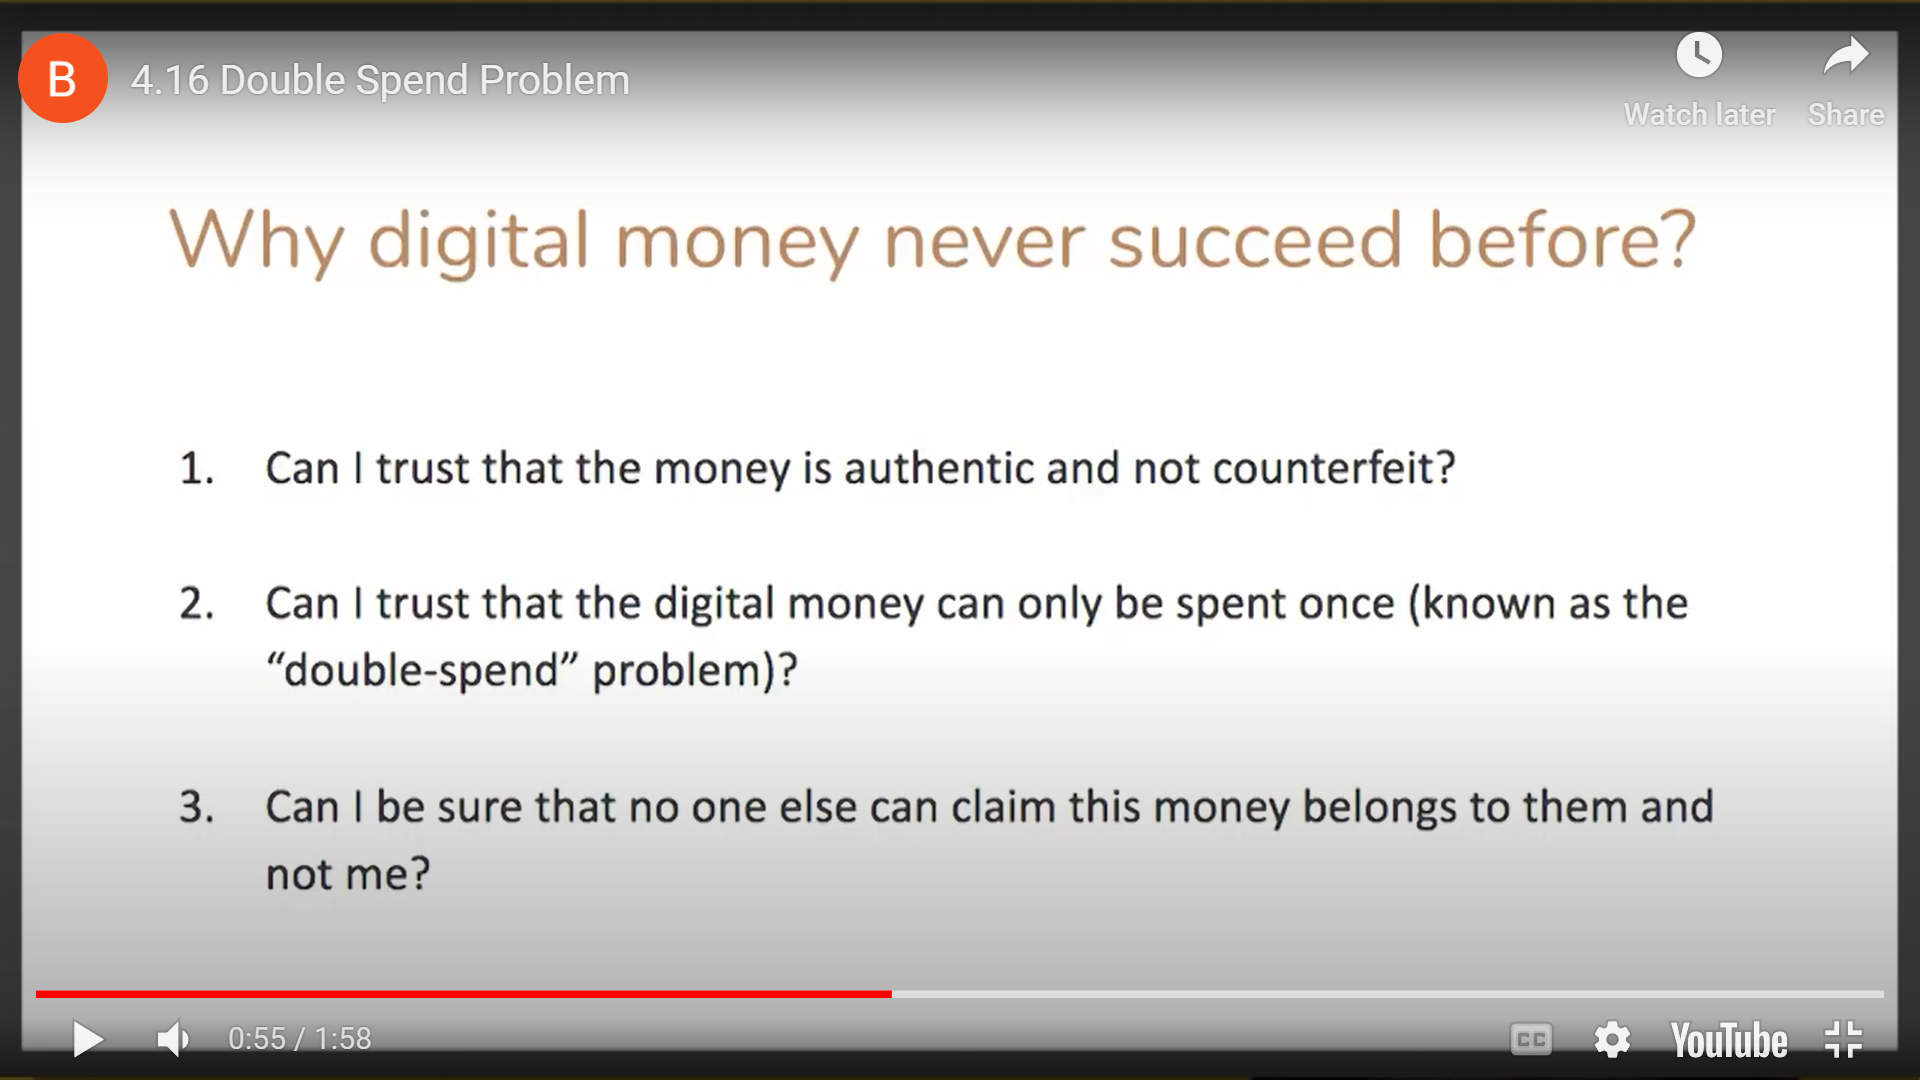 B
4.16 Double Spend Problem
Watch later
Share
Why digital money never succeed before?
1. Can I trust that the money is authentic and not counterfeit?
2. Can I trust that the digital money can only be spent once (known as the
“double-spend” problem)?
3. Can I be sure that no one else can claim this money belongs to them and
not me?
0:55 / 1:58
CC
YouTube